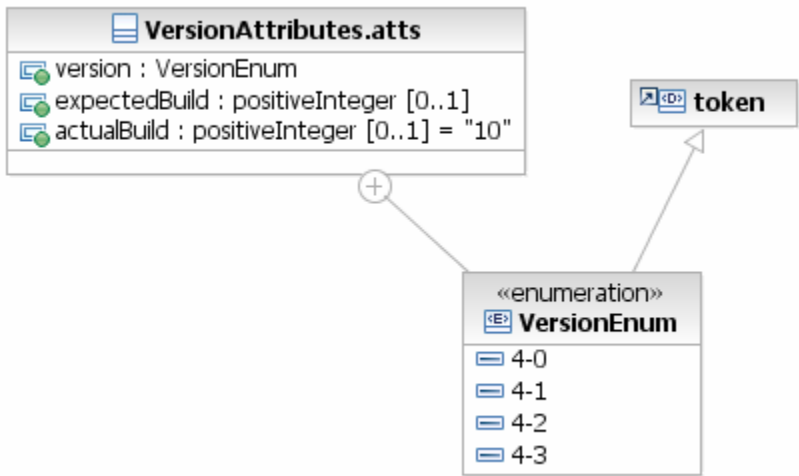 VersionAttributes.atts
version : VersionEnum
expectedBuild : positiveInteger [0..1]
actualBuild : positiveInteger [0..1] = "10"
<D> token
«enumeration»
<E> VersionEnum
4-0
4-1
4-2
4-3